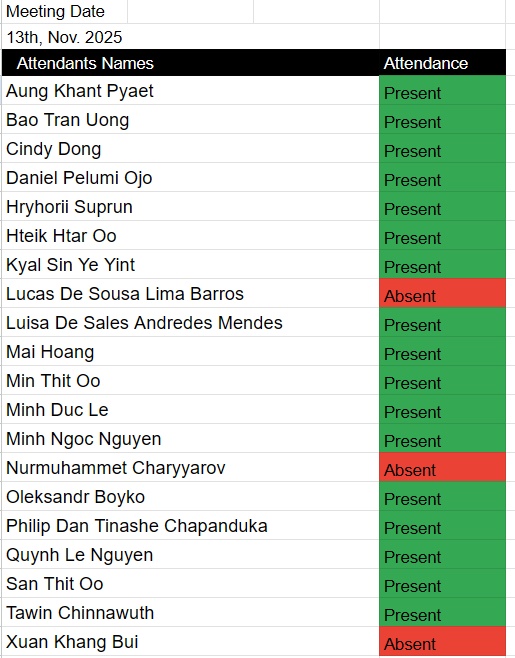 Meeting Date
13th, Nov. 2025
Attendants Names Attendance
Aung Khant Pyaet Present
Bao Tran Uong Present
Cindy Dong Present
Daniel Pelumi Ojo Present
Hryhorii Suprun Present
Hteik Htar Oo Present
Kyal Sin Ye Yint Present
Lucas De Sousa Lima Barros Absent
Luisa De Sales Andredes Mendes Present
Mai Hoang Present
Min Thit Oo Present
Minh Duc Le Present
Minh Ngoc Nguyen Present
Nurmuhammet Charyyarov Absent
Oleksandr Boyko Present
Philip Dan Tinashe Chapanduka Present
Quynh Le Nguyen Present
San Thit Oo Present
Tawin Chinnawuth Present
Xuan Khang Bui Absent